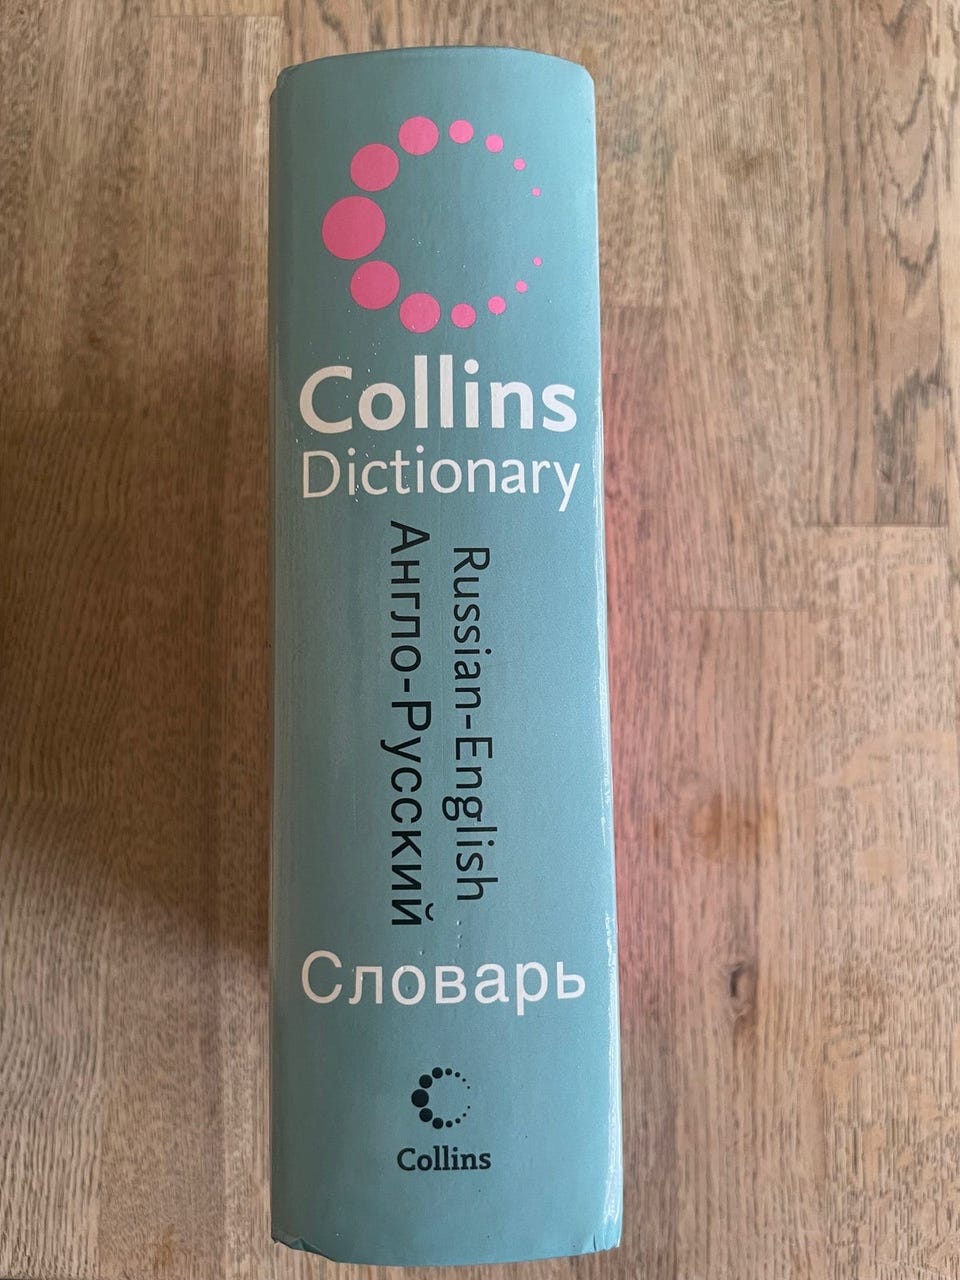 Collins
Dictionary
Russian-English
Англо-Русский
Словарь
Collins